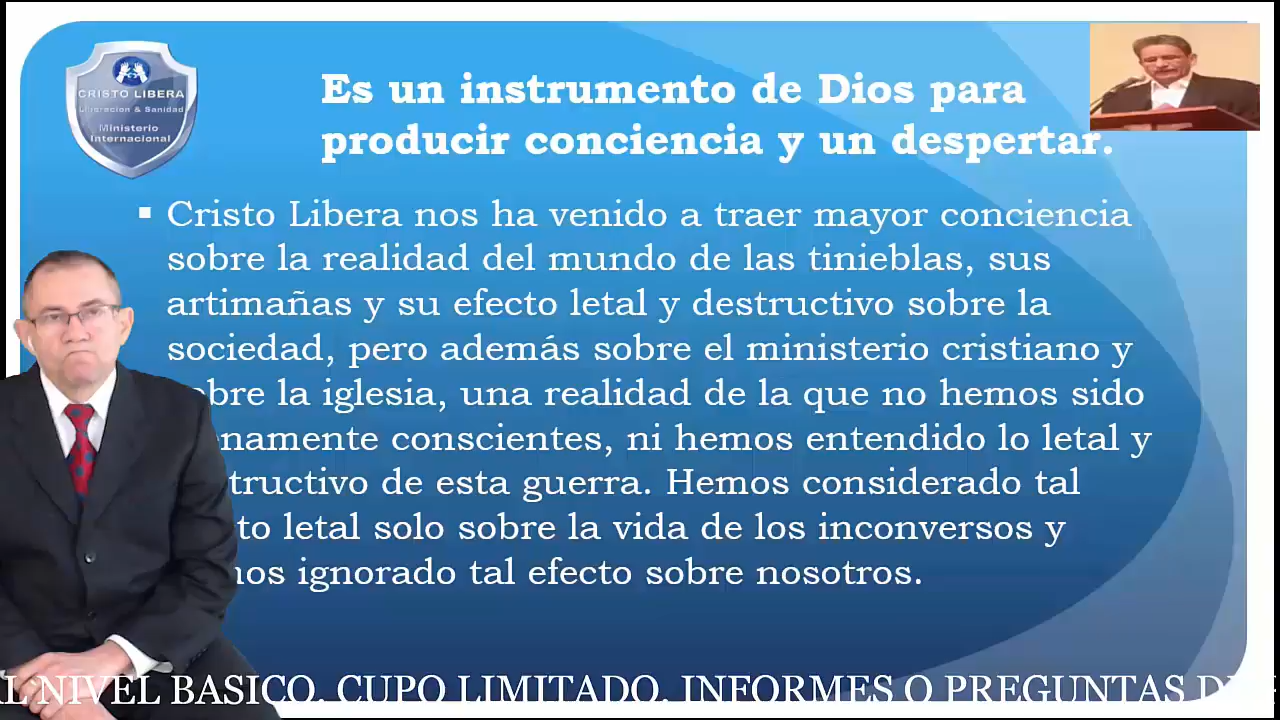 CRISTO LIBERA
Liberación & Sanidad
Ministerio
Internacional
Es un instrumento de Dios para
producir conciencia y un despertar.
▪ Cristo Libera nos ha venido a traer mayor conciencia
sobre la realidad del mundo de las tinieblas, sus
artimañas y su efecto letal y destructivo sobre la
sociedad, pero además sobre el ministerio cristiano y
obre la iglesia, una realidad de la que no hemos sido
namente conscientes, ni hemos entendido lo letal y
tructivo de esta guerra. Hemos considerado tal
to letal solo sobre la vida de los inconversos y
nos ignorado tal efecto sobre nosotros.
L NIVEL BASICO. CUPO LIMITADO. INFORMES O PREGUNTAS D